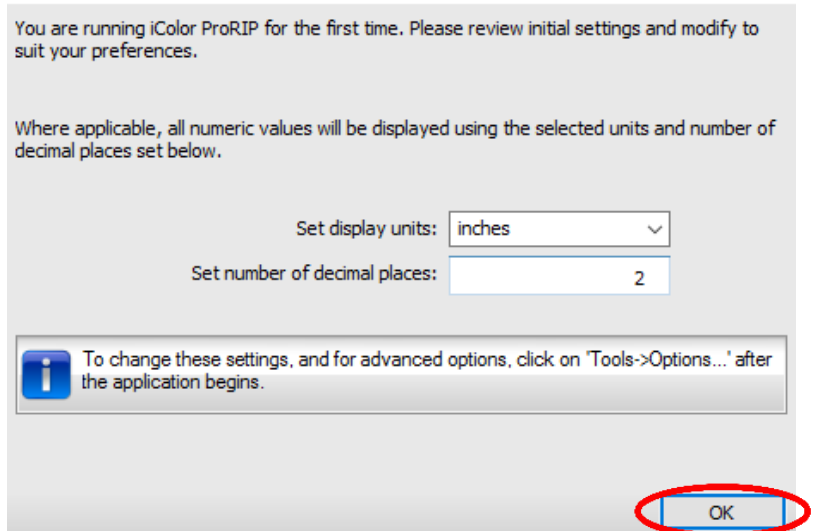 You are running iColor ProRIP for the first time. Please review initial settings and modify to
suit your preferences.
Where applicable, all numeric values will be displayed using the selected units and number of
decimal places set below.
Set display units: inches
Set number of decimal places: 2
To change these settings, and for advanced options, click on 'Tools->Options...' after
the application begins.
OK